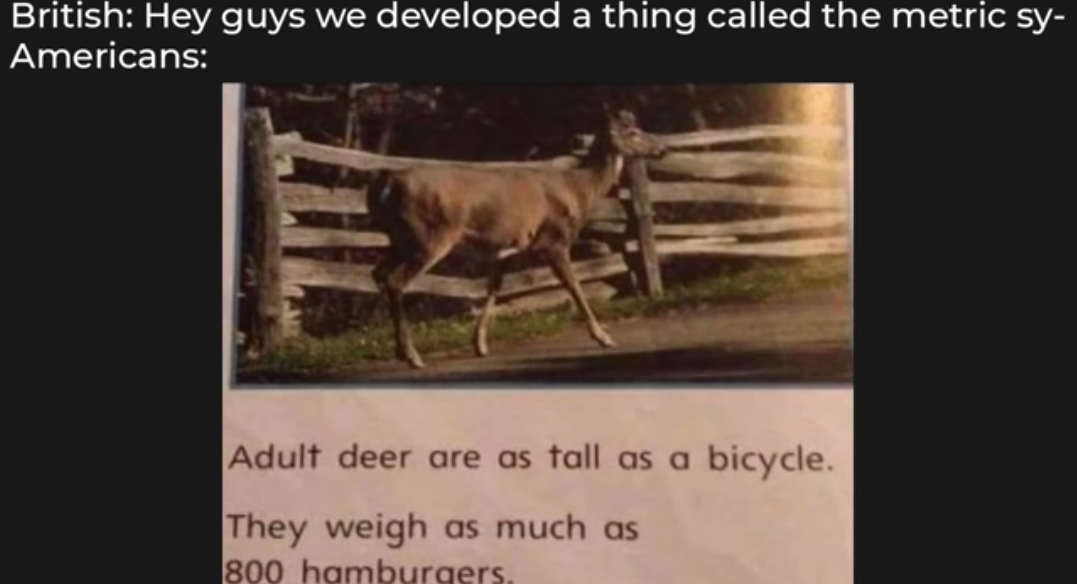 British: Hey guys we developed a thing called the metric sy-
Americans:
Adult deer are as tall as a bicycle.
They weigh as much as
800 hamburgers.